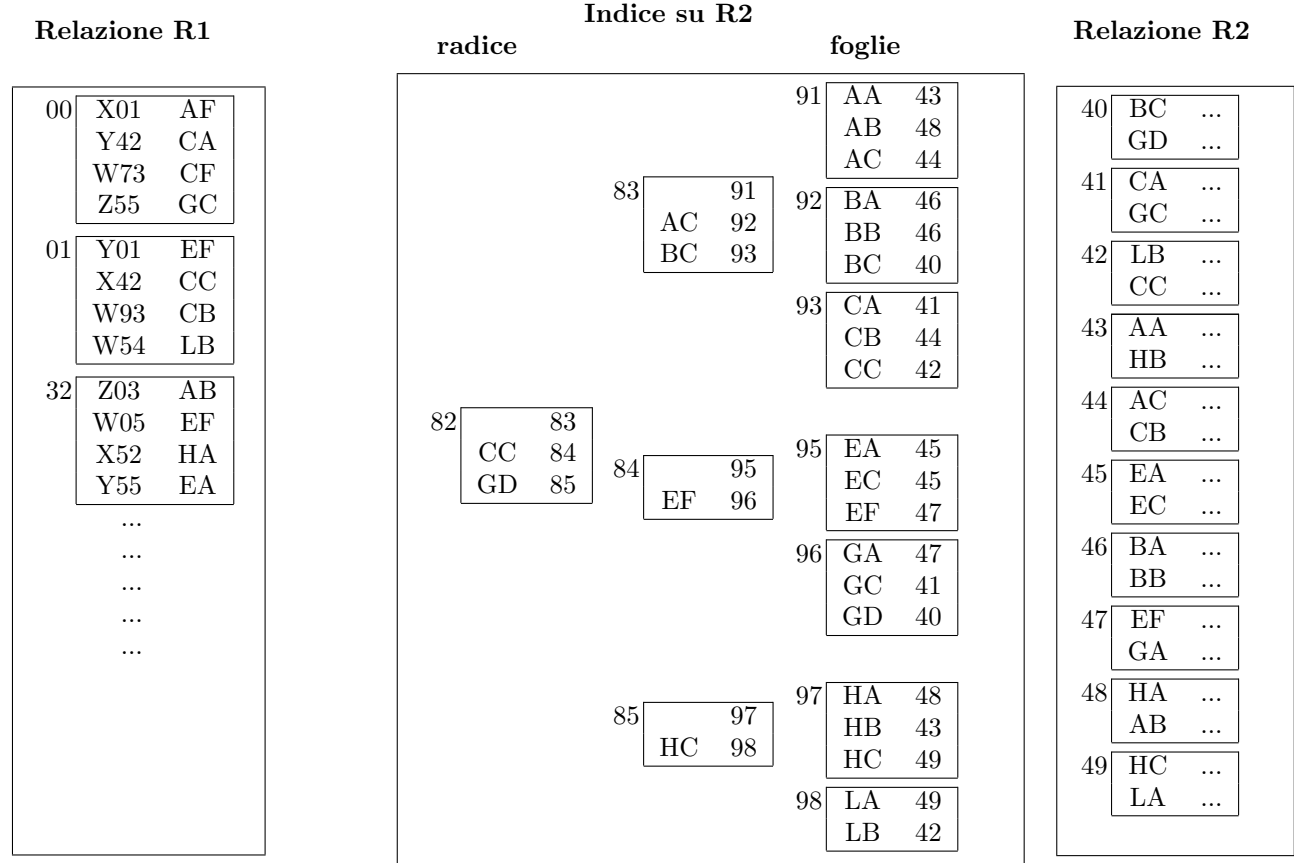 Relazione R1
00 X01 AF
Y42 CA
W73 CF
Z55 GC
01 Y01 EF
X42 CC
W93 CB
W54 LB
32 Z03 AB
W05 EF
X52 HA
Y55 EA
...
...
...
...
...
Indice su R2
radice
foglie
82 83
CC 84
GD 85
83 91
AC 92
BC 93
84 95
EF 96
85 97
HC 98
91 AA 43
AB 48
AC 44
92 BA 46
BB 46
BC 40
93 CA 41
CB 44
CC 42
95 EA 45
EC 45
EF 47
96 GA 47
GC 41
GD 40
97 HA 48
HB 43
HC 49
98 LA 49
LB 42
Relazione R2
40 BC ...
GD ...
41 CA ...
GC ...
42 LB ...
CC ...
43 AA ...
HB ...
44 AC ...
CB ...
45 EA ...
EC ...
46 BA ...
BB ...
47 EF ...
GA ...
48 HA ...
AB ...
49 HC ...
LA ...